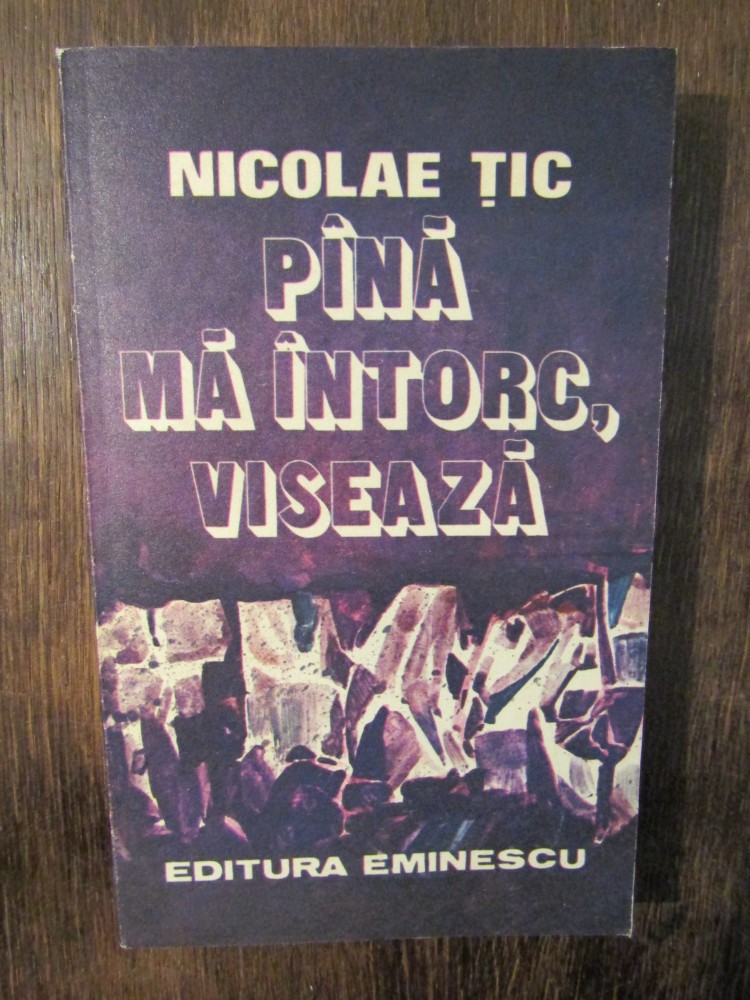 NICOLAE ȚIC
PÎNĂ
MĂ ÎNTORC,
VISEAZĂ
EDITURA EMINESCU